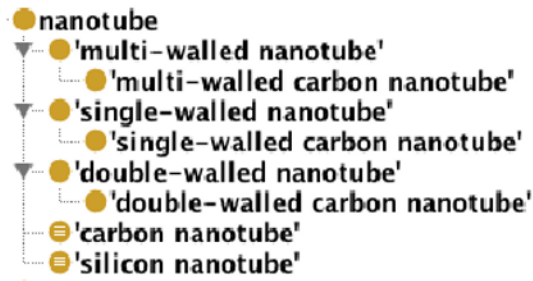 nanotube
'multi-walled nanotube'
'multi-walled carbon nanotube'
'single-walled nanotube'
'single-walled carbon nanotube'
'double-walled nanotube'
'double-walled carbon nanotube'
'carbon nanotube'
'silicon nanotube'